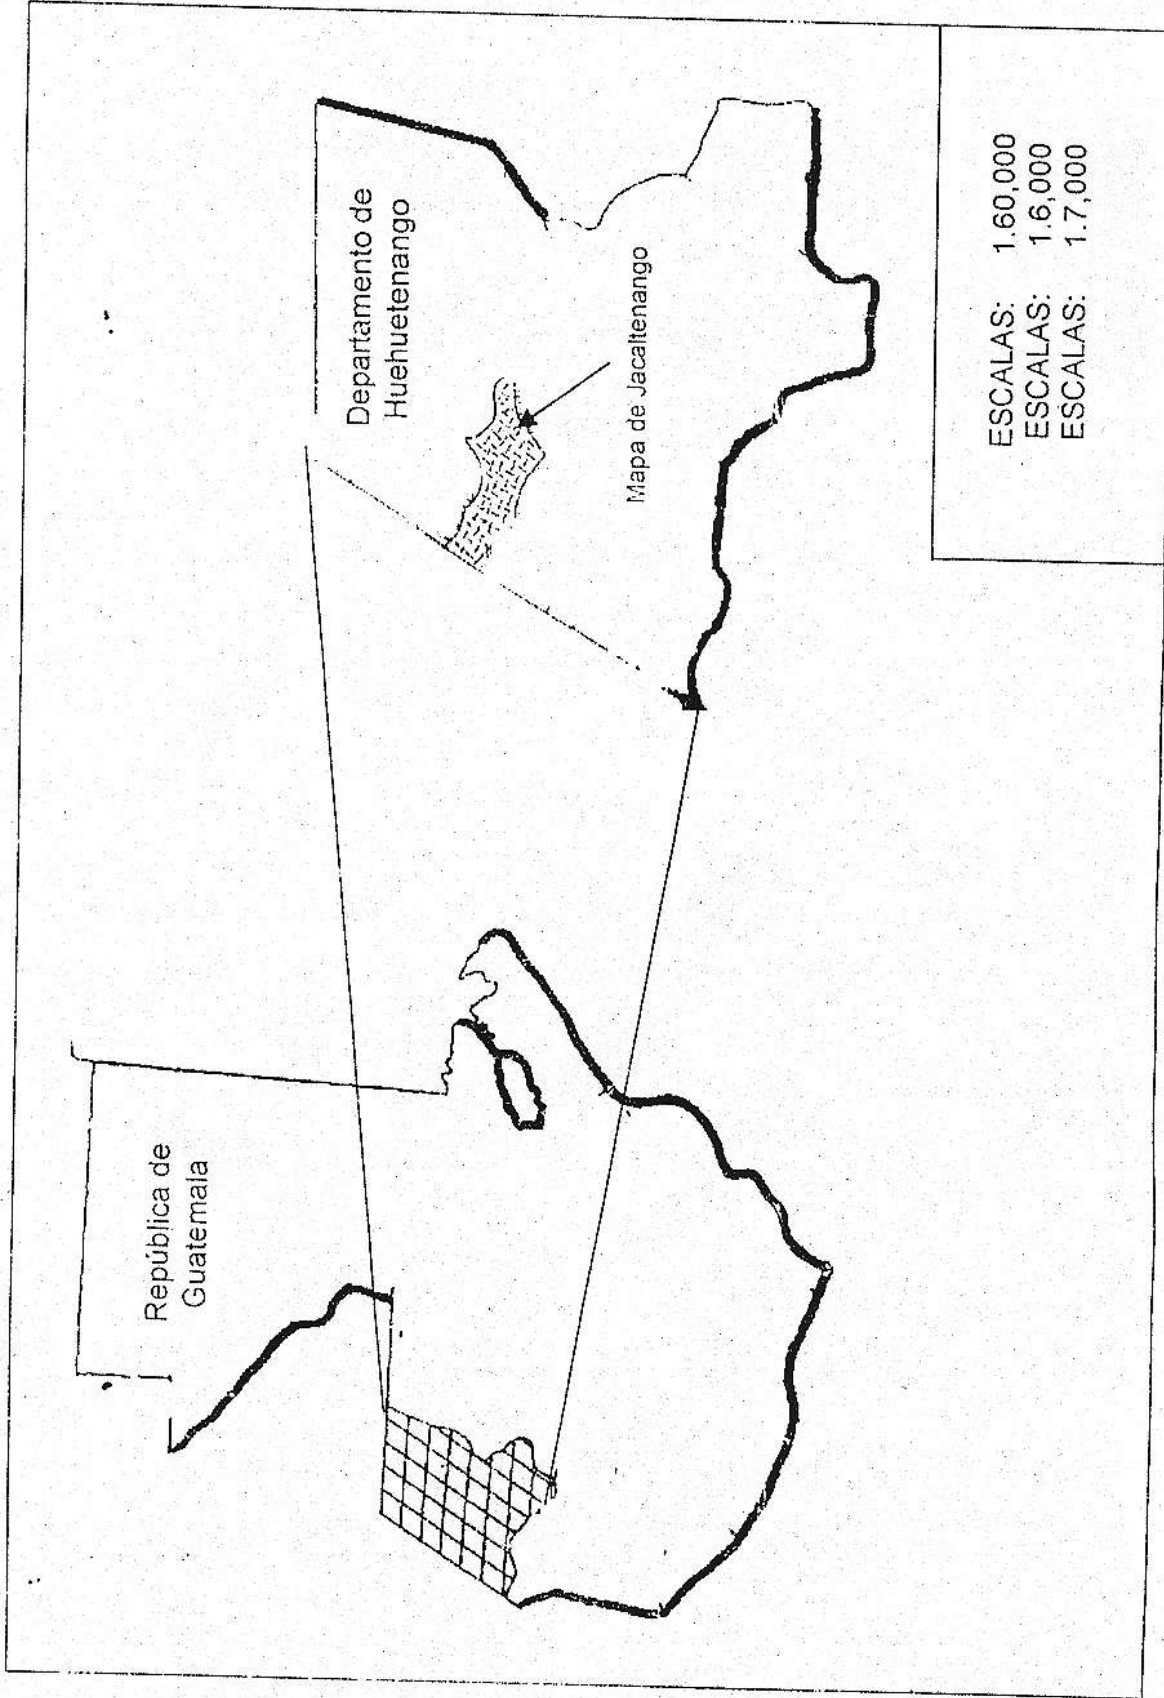 República de
Guatemala
Departamento de
Huehuetenango
Mapa de Jacaltenango
ESCALAS: 1.60,000
ESCALAS: 1.6,000
ESCALAS: 1.7,000